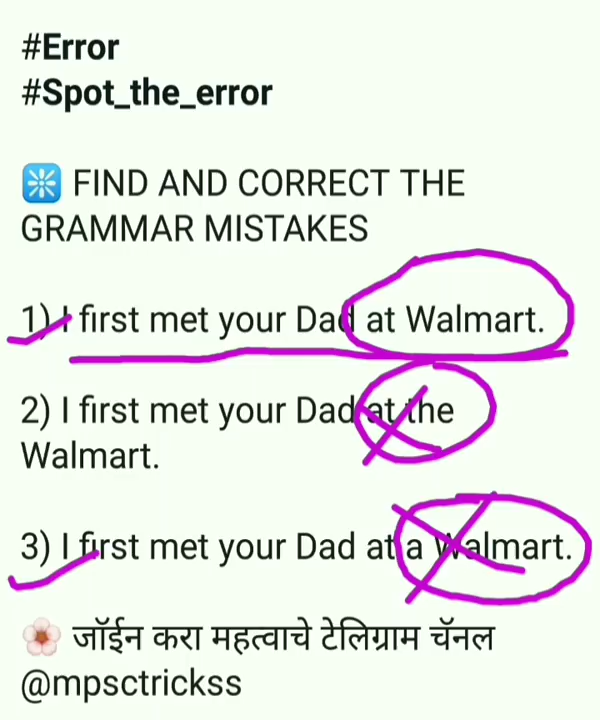 #Error
#Spot_the_error
FIND AND CORRECT THE
GRAMMAR MISTAKES
1) I first met your Dad at Walmart.
2) I first met your Dad at the
Walmart.
3) I first met your Dad at a Walmart.
जॉईन करा महत्वाचे टेलिग्राम चॅनल
@mpsctrickss